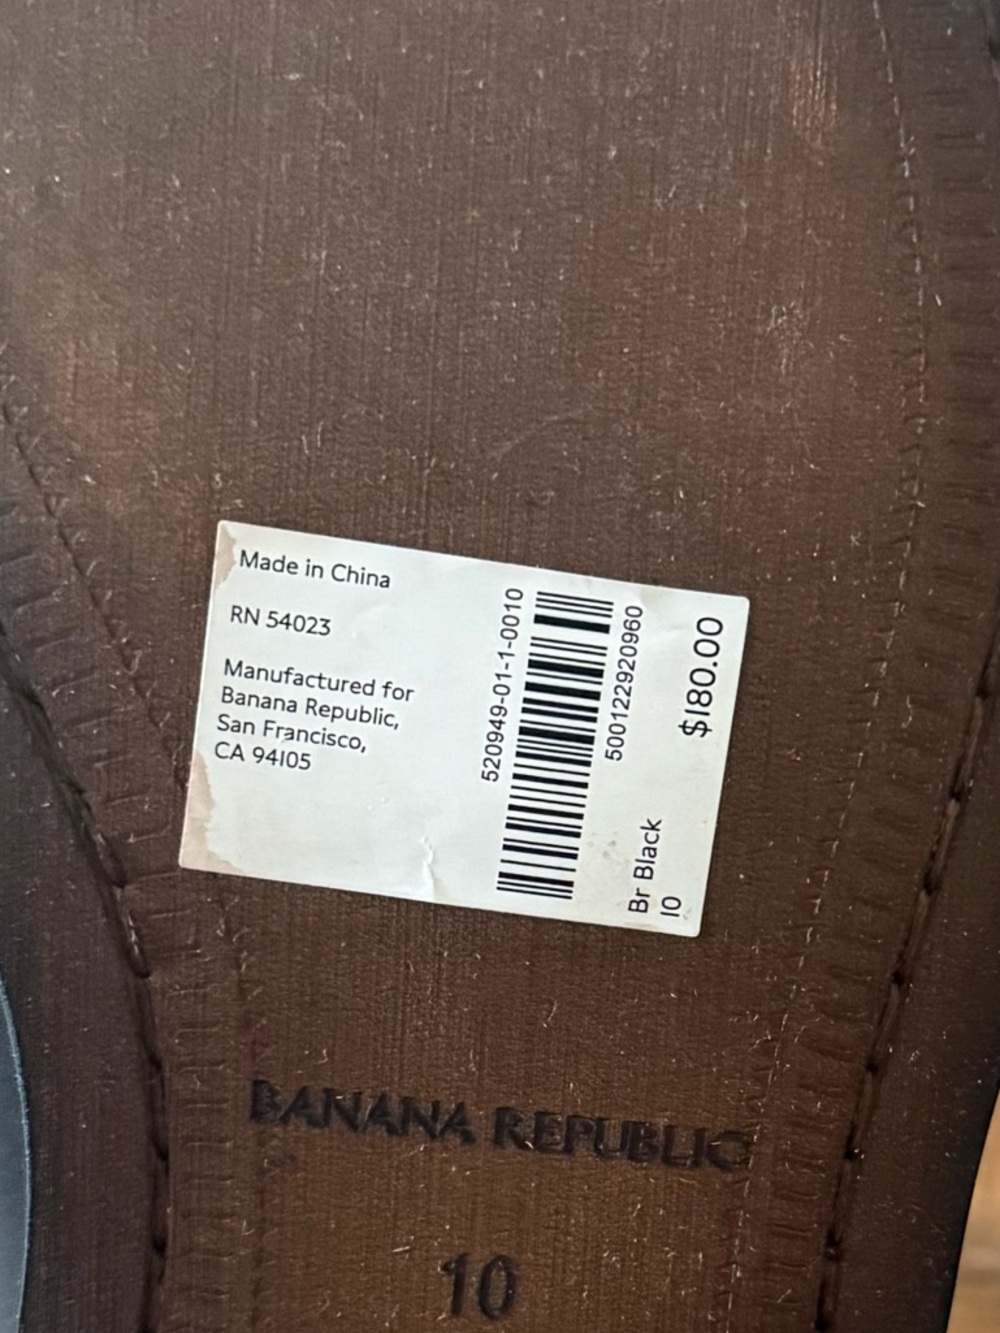 Made in China
RN 54023
Manufactured for
Banana Republic,
San Francisco,
CA 94105
520949-01-1-0010
500122920960
$180.00
Br Black
10
BANANA REPUBLIC
10